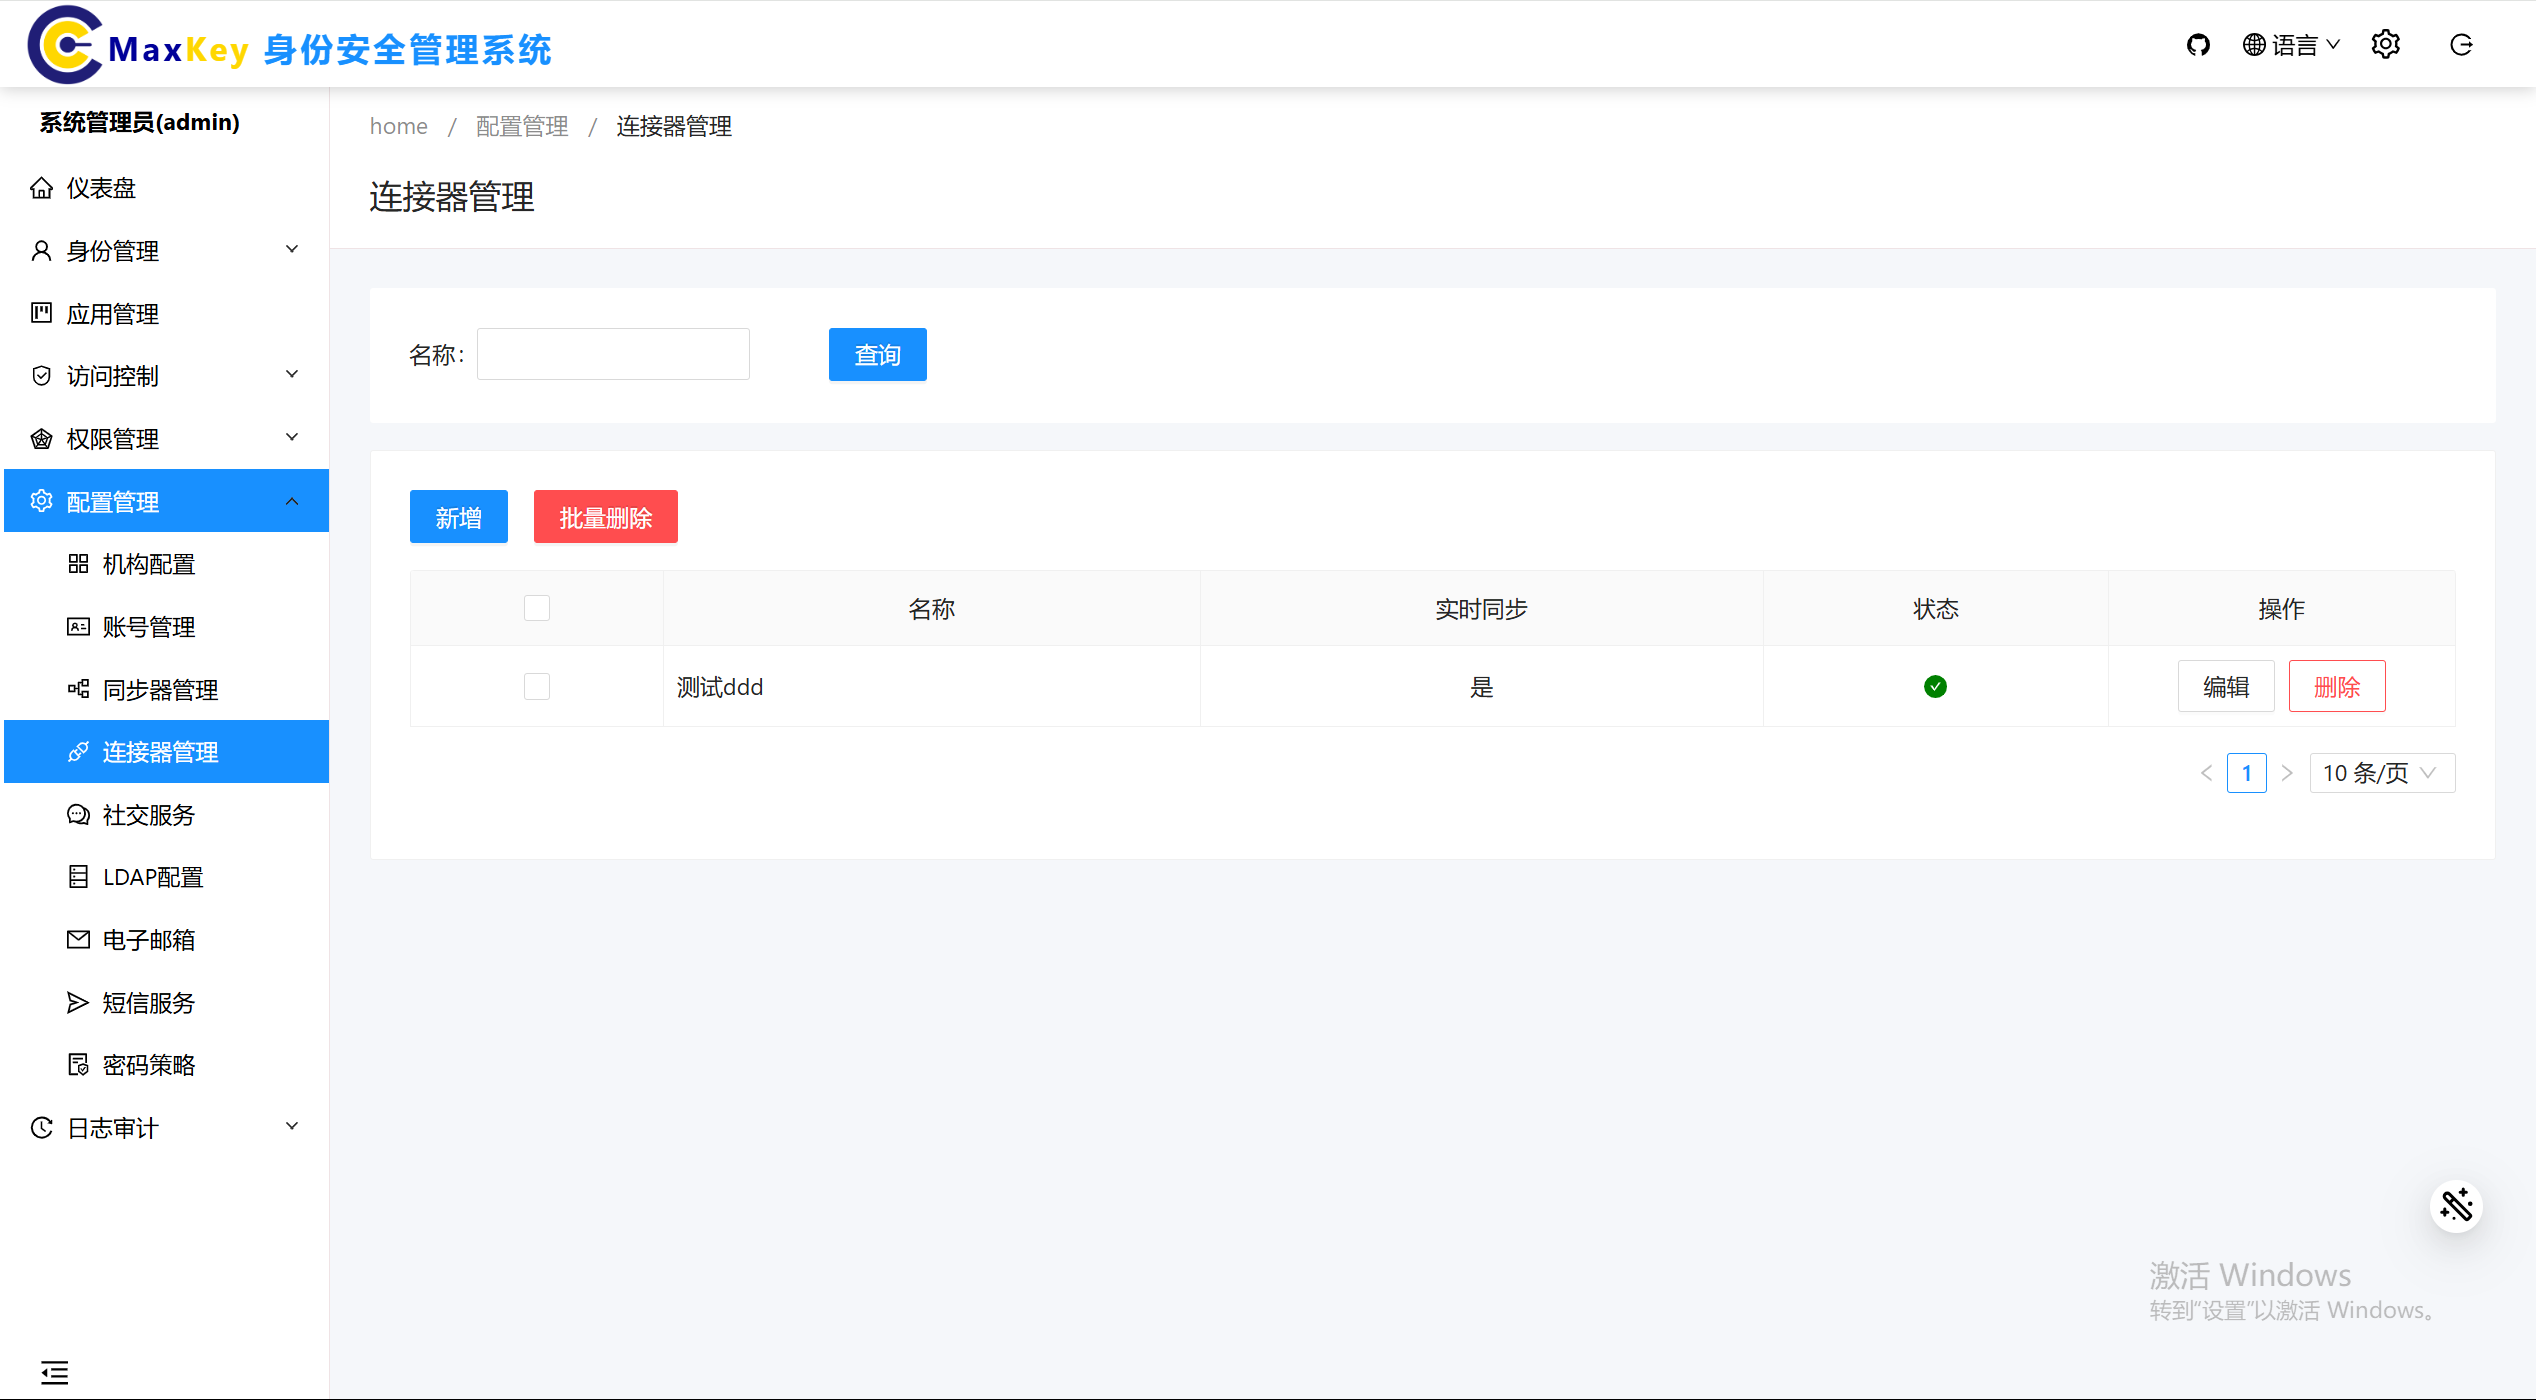 MaxKey 身份安全管理系统
语言
系统管理员(admin)
仪表盘
身份管理
应用管理
访问控制
权限管理
配置管理
机构配置
账号管理
同步器管理
连接器管理
社交服务
LDAP配置
电子邮箱
短信服务
密码策略
日志审计
home / 配置管理 / 连接器管理
连接器管理
名称：
查询
新增 批量删除
名称 实时同步 状态 操作
测试ddd 是 编辑 删除
1 10 条/页
激活 Windows
转到“设置”以激活 Windows。